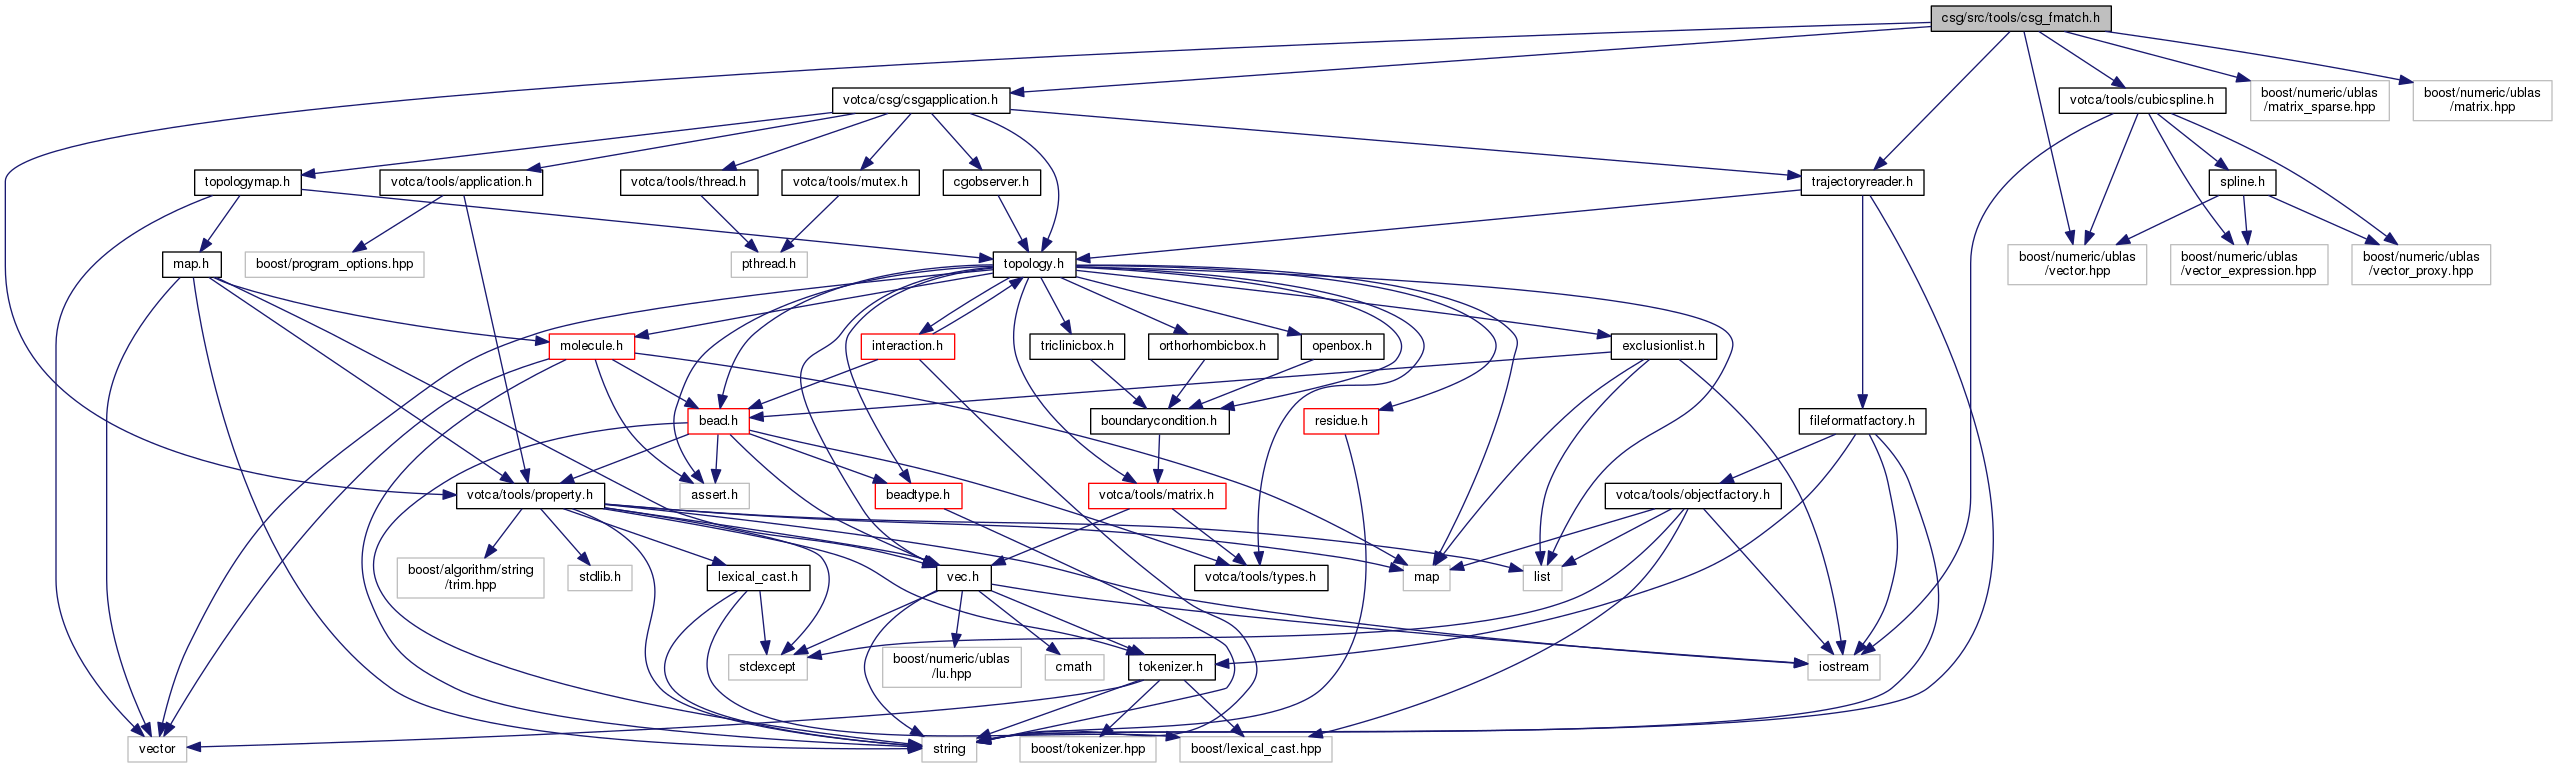 csg/src/tools/csg_fmatch.h
votca/csg/csgapplication.h
votca/tools/cubicspline.h
boost/numeric/ublas
/matrix_sparse.hpp
boost/numeric/ublas
/matrix.hpp
topologymap.h
votca/tools/application.h
votca/tools/thread.h
votca/tools/mutex.h
cgobserver.h
trajectoryreader.h
spline.h
map.h
boost/program_options.hpp
pthread.h
topology.h
boost/numeric/ublas
/vector.hpp
boost/numeric/ublas
/vector_expression.hpp
boost/numeric/ublas
/vector_proxy.hpp
molecule.h
interaction.h
triclinicbox.h
orthorhombicbox.h
openbox.h
exclusionlist.h
bead.h
boundarycondition.h
residue.h
fileformatfactory.h
votca/tools/property.h
assert.h
beadtype.h
votca/tools/matrix.h
votca/tools/objectfactory.h
boost/algorithm/string
/trim.hpp
stdlib.h
lexical_cast.h
vec.h
votca/tools/types.h
map
list
stdexcept
boost/numeric/ublas
/lu.hpp
cmath
tokenizer.h
iostream
vector
string
boost/tokenizer.hpp
boost/lexical_cast.hpp